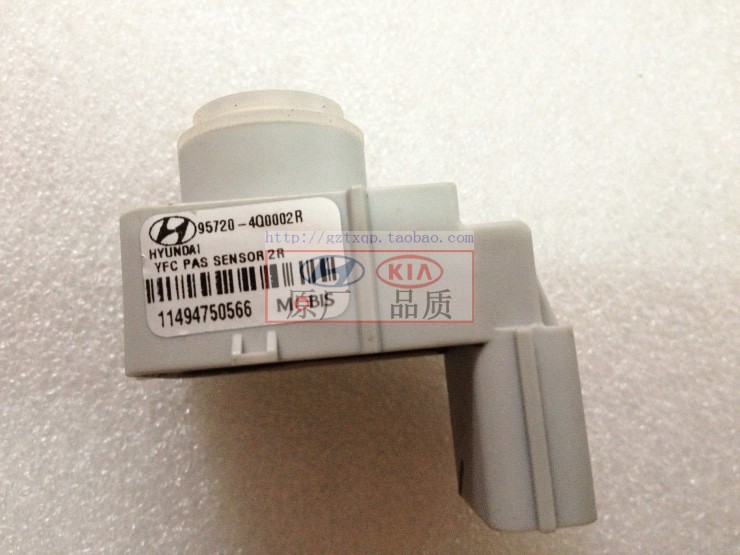 95720-4Q0002R
HYUNDAI
YFC PAS SENSOR 2R
11494750566
MOBIS
http://gztxqp.taobao.com
KIA
原厂 品质